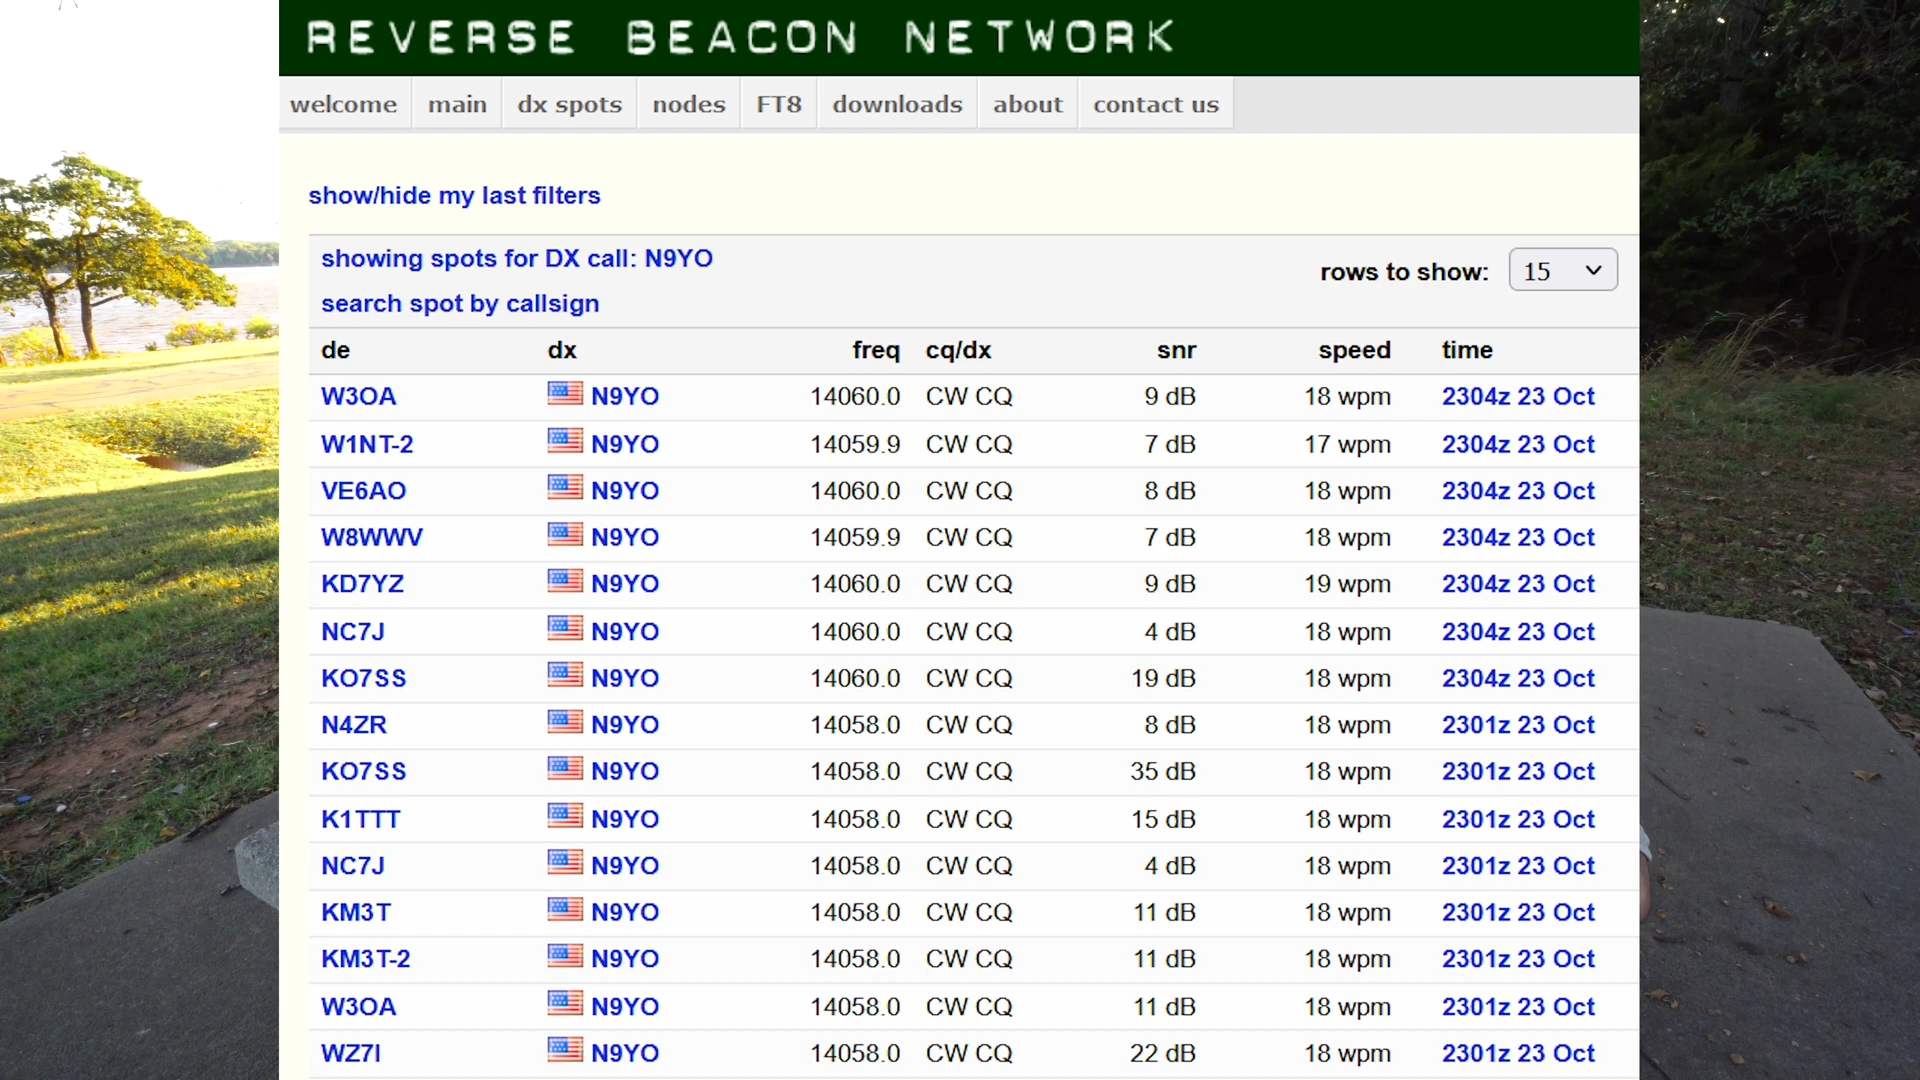 REVERSE BEACON NETWORK
welcome main dx spots nodes FT8 downloads about contact us
show/hide my last filters
showing spots for DX call: N9YO
rows to show: 15
search spot by callsign
de dx freq cq/dx snr speed time
W3OA N9YO 14060.0 CW CQ 9 dB 18 wpm 2304z 23 Oct
W1NT-2 N9YO 14059.9 CW CQ 7 dB 17 wpm 2304z 23 Oct
VE6AO N9YO 14060.0 CW CQ 8 dB 18 wpm 2304z 23 Oct
W8WWV N9YO 14059.9 CW CQ 7 dB 18 wpm 2304z 23 Oct
KD7YZ N9YO 14060.0 CW CQ 9 dB 19 wpm 2304z 23 Oct
NC7J N9YO 14060.0 CW CQ 4 dB 18 wpm 2304z 23 Oct
KO7SS N9YO 14060.0 CW CQ 19 dB 18 wpm 2304z 23 Oct
N4ZR N9YO 14058.0 CW CQ 8 dB 18 wpm 2301z 23 Oct
KO7SS N9YO 14058.0 CW CQ 35 dB 18 wpm 2301z 23 Oct
K1TTT N9YO 14058.0 CW CQ 15 dB 18 wpm 2301z 23 Oct
NC7J N9YO 14058.0 CW CQ 4 dB 18 wpm 2301z 23 Oct
KM3T N9YO 14058.0 CW CQ 11 dB 18 wpm 2301z 23 Oct
KM3T-2 N9YO 14058.0 CW CQ 11 dB 18 wpm 2301z 23 Oct
W3OA N9YO 14058.0 CW CQ 11 dB 18 wpm 2301z 23 Oct
WZ7I N9YO 14058.0 CW CQ 22 dB 18 wpm 2301z 23 Oct